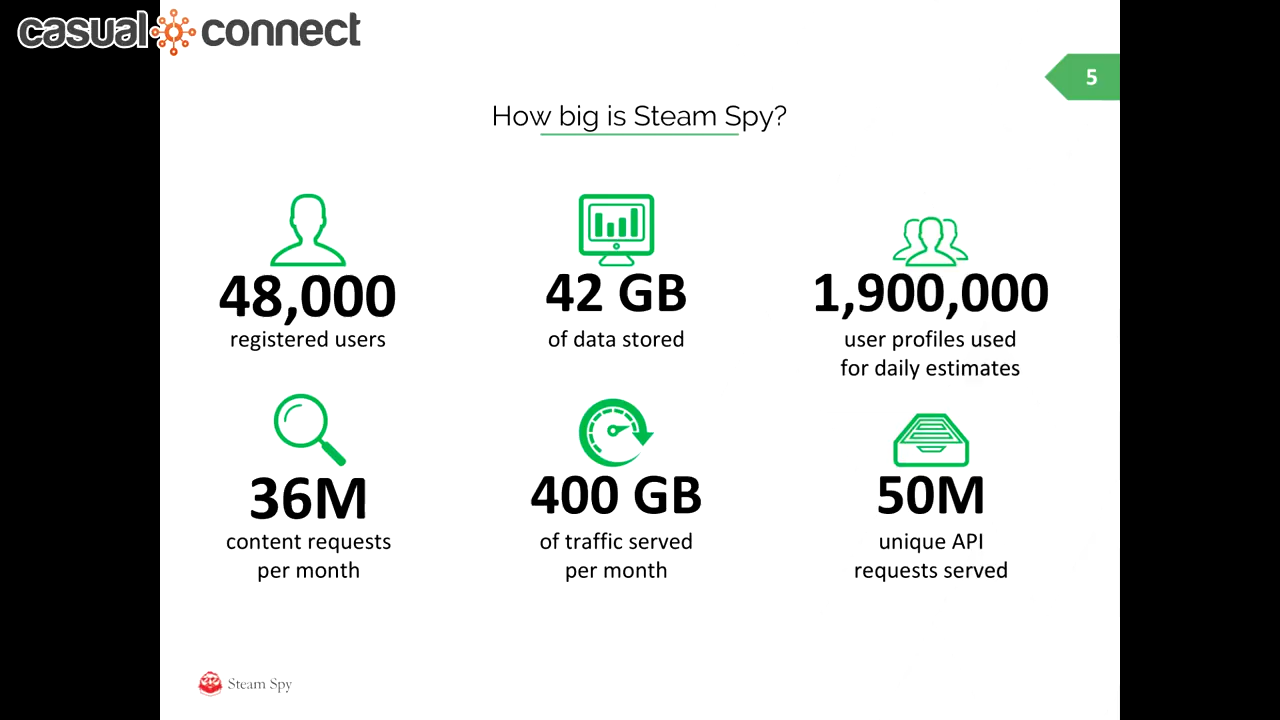 casual connect
5
How big is Steam Spy?
48,000
registered users
42 GB
of data stored
1,900,000
user profiles used
for daily estimates
36M
content requests
per month
400 GB
of traffic served
per month
50M
unique API
requests served
Steam Spy